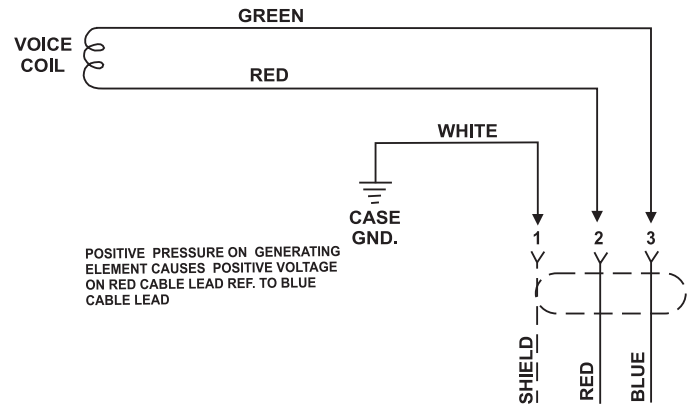 GREEN
VOICE
COIL
RED
WHITE
CASE
GND.
1 2 3
POSITIVE PRESSURE ON GENERATING
ELEMENT CAUSES POSITIVE VOLTAGE
ON RED CABLE LEAD REF. TO BLUE
CABLE LEAD
SHIELD
RED
BLUE